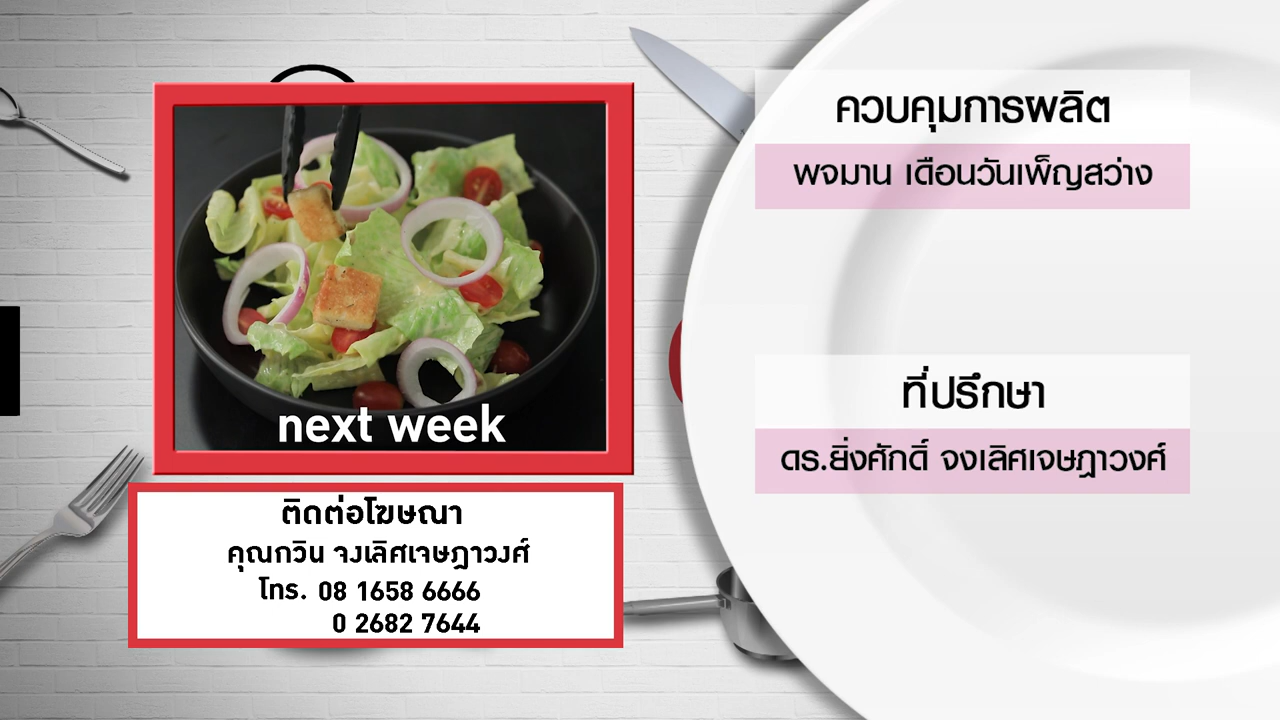 next week
ติดต่อโฆษณา
คุณกวิน จงเลิศเจษฎาวงศ์
โทร. 08 1658 6666
0 2682 7644
ควบคุมการผลิต
พจมาน เดือนวันเพ็ญสว่าง
ที่ปรึกษา
ดร.ยิ่งศักดิ์ จงเลิศเจษฎาวงศ์